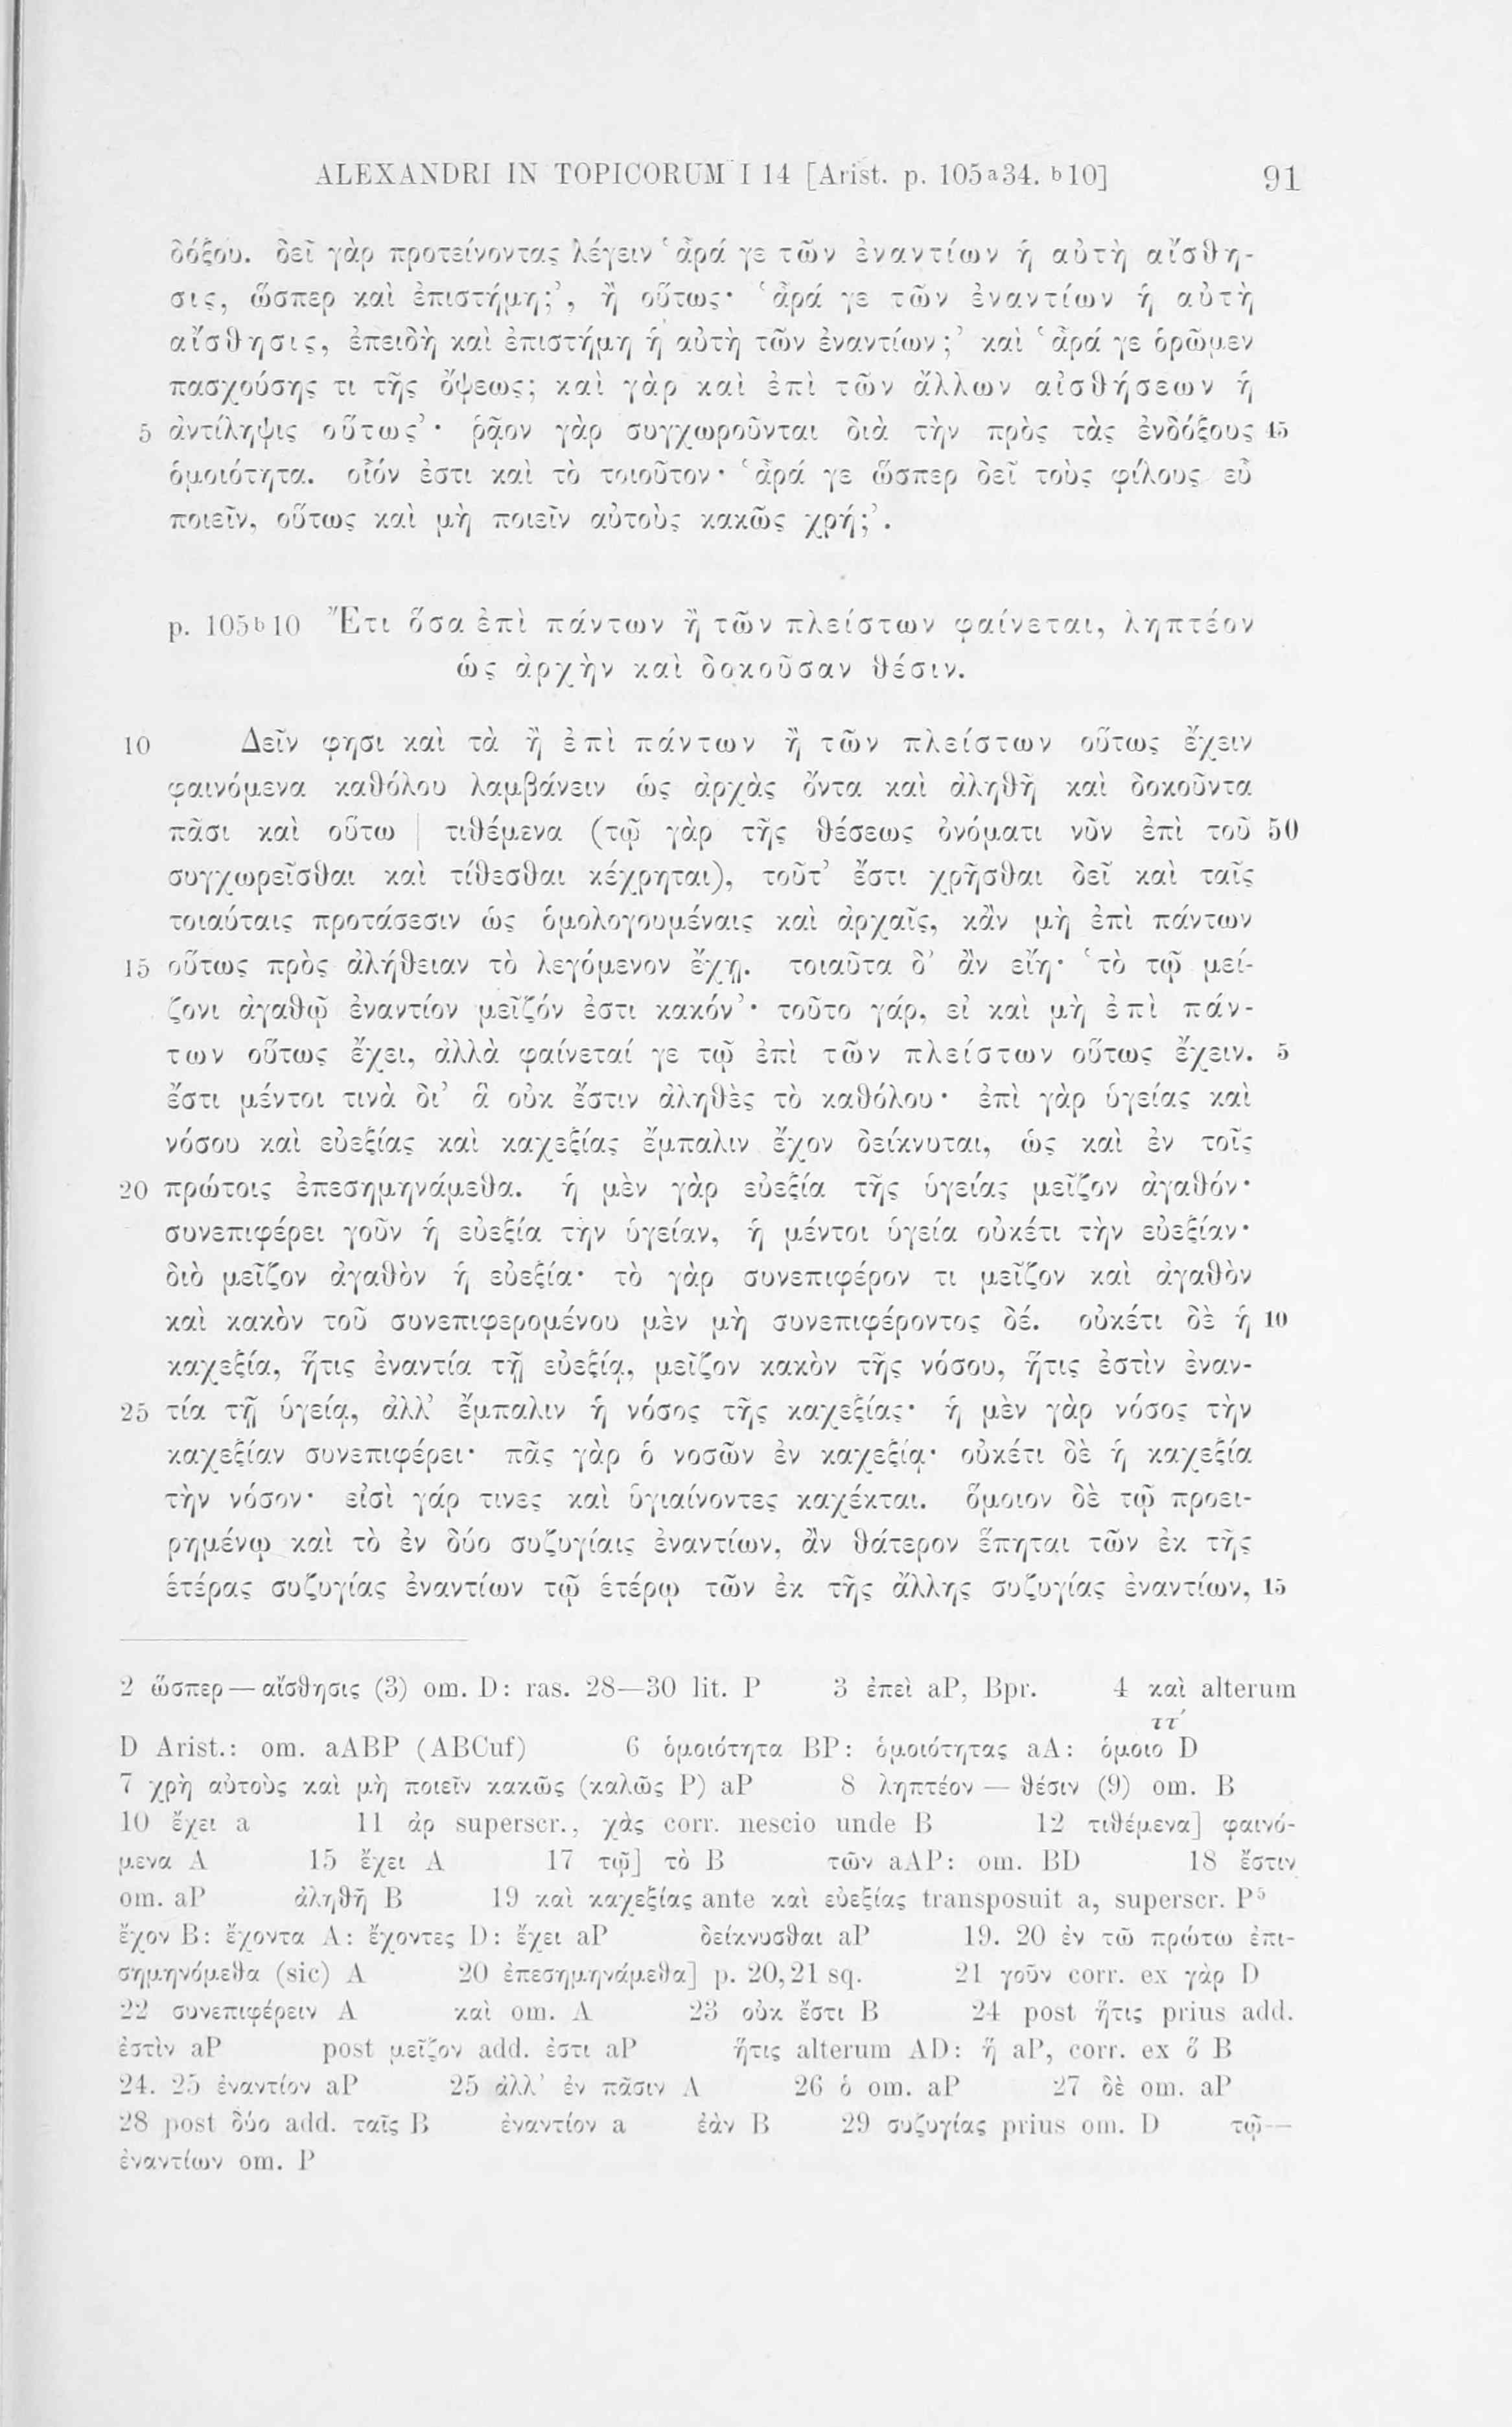 ALEXANDRI IN TOPICORUM I 14 [Arist. p. 105a34. b10] 91
δόξου. δεῖ γὰρ προτείνοντας λέγειν ‘ἆρά γε τῶν ἐναντίων ἡ αὐτὴ αἴσθη-
σις, ὥσπερ καὶ ἐπιστήμη;’, ἢ οὕτως· ‘ἆρά γε τῶν ἐναντίων ἡ αὐτὴ
αἴσθησις, ἐπειδὴ καὶ ἐπιστήμη ἡ αὐτὴ τῶν ἐναντίων;’ καὶ ‘ἆρά γε ὁρῶμεν
πασχούσης τι τῆς ὄψεως; καὶ γὰρ καὶ ἐπὶ τῶν ἄλλων αἰσθήσεων ἡ
5 ἀντίληψις οὕτως’· ῥᾷον γὰρ συγχωροῦνται διὰ τὴν πρὸς τὰς ἐνδόξους 45
ὁμοιότητα. οἷόν ἐστι καὶ τὸ τοιοῦτον· ‘ἆρά γε ὥσπερ δεῖ τοὺς φίλους εὖ
ποιεῖν, οὕτως καὶ μὴ ποιεῖν αὐτοὺς κακῶς χρή;’.
p. 105b10 Ἔτι ὅσα ἐπὶ πάντων ἢ τῶν πλείστων φαίνεται, ληπτέον
ὡς ἀρχὴν καὶ δοκοῦσαν θέσιν.
10 Δεῖν φησι καὶ τὰ ἢ ἐπὶ πάντων ἢ τῶν πλείστων οὕτως ἔχειν
φαινόμενα καθόλου λαμβάνειν ὡς ἀρχὰς ὄντα καὶ ἀληθῆ καὶ δοκοῦντα
πᾶσι καὶ οὕτω | τιθέμενα (τῷ γὰρ τῆς θέσεως ὀνόματι νῦν ἐπὶ τοῦ 50
συγχωρεῖσθαι καὶ τίθεσθαι κέχρηται), τοῦτ’ ἔστι χρῆσθαι δεῖ καὶ ταῖς
τοιαύταις προτάσεσιν ὡς ὁμολογουμέναις καὶ ἀρχαῖς, κἂν μὴ ἐπὶ πάντων
15 οὕτως πρὸς ἀλήθειαν τὸ λεγόμενον ἔχῃ. τοιαῦτα δ’ ἂν εἴη· ‘τὸ τῷ μεί-
ζονι ἀγαθῷ ἐναντίον μεῖζόν ἐστι κακόν’· τοῦτο γάρ, εἰ καὶ μὴ ἐπὶ πάν-
των οὕτως ἔχει, ἀλλὰ φαίνεταί γε τῷ ἐπὶ τῶν πλείστων οὕτως ἔχειν. 5
ἔστι μέντοι τινὰ δι’ ἃ οὐκ ἔστιν ἀληθὲς τὸ καθόλου· ἐπὶ γὰρ ὑγείας καὶ
νόσου καὶ εὐεξίας καὶ καχεξίας ἔμπαλιν ἔχον δείκνυται, ὡς καὶ ἐν τοῖς
20 πρώτοις ἐπεσημηνάμεθα. ἡ μὲν γὰρ εὐεξία τῆς ὑγείας μεῖζον ἀγαθόν·
συνεπιφέρει γοῦν ἡ εὐεξία τὴν ὑγείαν, ἡ μέντοι ὑγεία οὐκέτι τὴν εὐεξίαν·
διὸ μεῖζον ἀγαθὸν ἡ εὐεξία· τὸ γὰρ συνεπιφέρον τι μεῖζον καὶ ἀγαθὸν
καὶ κακὸν τοῦ συνεπιφερομένου μὲν μὴ συνεπιφέροντος δέ. οὐκέτι δὲ ἡ 10
καχεξία, ἥτις ἐναντία τῇ εὐεξίᾳ, μεῖζον κακὸν τῆς νόσου, ἥτις ἐστὶν ἐναν-
25 τία τῇ ὑγείᾳ, ἀλλ’ ἔμπαλιν ἡ νόσος τῆς καχεξίας· ἡ μὲν γὰρ νόσος τὴν
καχεξίαν συνεπιφέρει· πᾶς γὰρ ὁ νοσῶν ἐν καχεξίᾳ· οὐκέτι δὲ ἡ καχεξία
τὴν νόσον· εἰσὶ γάρ τινες καὶ ὑγιαίνοντες καχέκται. ὅμοιον δὲ τῷ προει-
ρημένῳ καὶ τὸ ἐν δύο συζυγίαις ἐναντίων, ἂν θάτερον ἕπηται τῶν ἐκ τῆς
ἑτέρας συζυγίας ἐναντίων τῷ ἑτέρῳ τῶν ἐκ τῆς ἄλλης συζυγίας ἐναντίων, 15
2 ὥσπερ — αἴσθησις (3) om. D: ras. 28—30 lit. P 3 ἐπεὶ aP, Bpr. 4 καὶ alterum
D Arist.: om. aABP (ABCuf) 6 ὁμοιότητα BP: ὁμοιότητας aA: ὁμοιοττ´ D
7 χρὴ αὐτοὺς καὶ μὴ ποιεῖν κακῶς (καλῶς P) aP 8 ληπτέον — θέσιν (9) om. B
10 ἔχει a 11 ἀρ superscr., χὰς corr. nescio unde B 12 τιθέμενα] φαινό-
μενα A 15 ἔχει A 17 τῷ] τὸ B τῶν aAP: om. BD 18 ἔστιν
om. aP ἀληθῆ B 19 καὶ καχεξίας ante καὶ εὐεξίας transposuit a, superscr. P⁵
ἔχον B: ἔχοντα A: ἔχοντες D: ἔχει aP δείκνυσθαι aP 19. 20 ἐν τῶ πρώτω ἐπι-
σημηνόμεθα (sic) A 20 ἐπεσημηνάμεθα] p. 20,21 sq. 21 γοῦν corr. ex γὰρ D
22 συνεπιφέρειν A καὶ om. A 23 οὐκ ἔστι B 24 post ἥτις prius add.
ἐστὶν aP post μεῖζον add. ἐστι aP ἥτις alterum AD: ἣ aP, corr. ex ὃ B
24. 25 ἐναντίον aP 25 ἀλλ’ ἐν πᾶσιν A 26 ὁ om. aP 27 δὲ om. aP
28 post δύο add. ταῖς B ἐναντίον a ἐὰν B 29 συζυγίας prius om. D τῷ—
ἐναντίων om. P